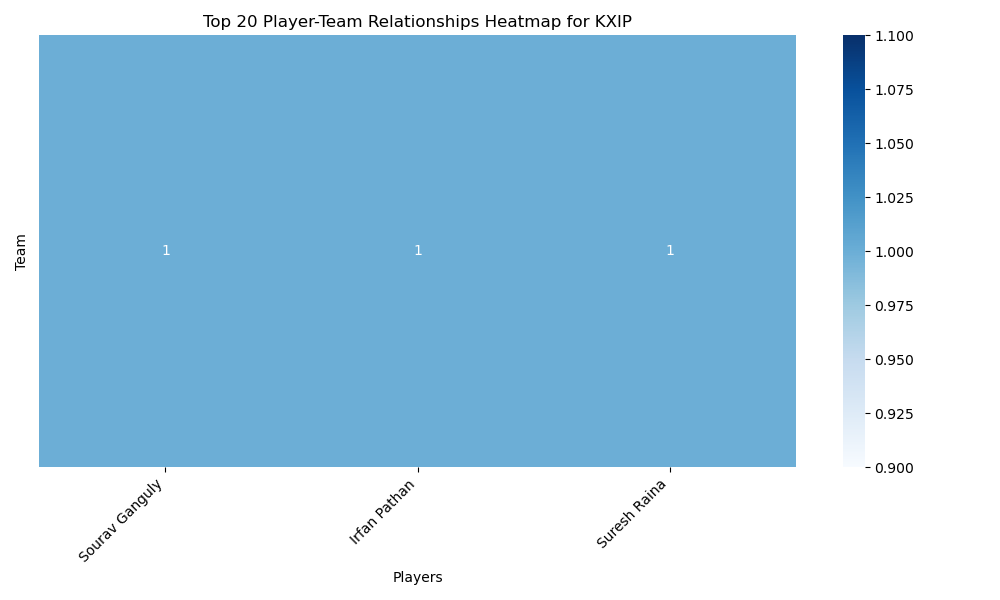 Top 20 Player-Team Relationships Heatmap for KXIP
Team
1 1 1
1.100
1.075
1.050
1.025
1.000
0.975
0.950
0.925
0.900
Sourav Ganguly
Irfan Pathan
Suresh Raina
Players